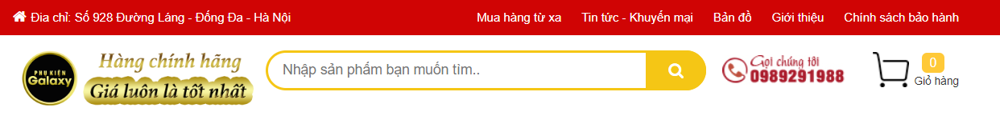 Đia chỉ: Số 928 Đường Láng - Đống Đa - Hà Nội
Mua hàng từ xa
Tin tức - Khuyến mại
Bản đồ
Giới thiệu
Chính sách bảo hành
PHU KIỆN
Galaxy
Hàng chính hãng
Giá luôn là tốt nhất
Nhập sản phẩm bạn muốn tìm..
Gọi chúng tôi
0989291988
0
Giỏ hàng